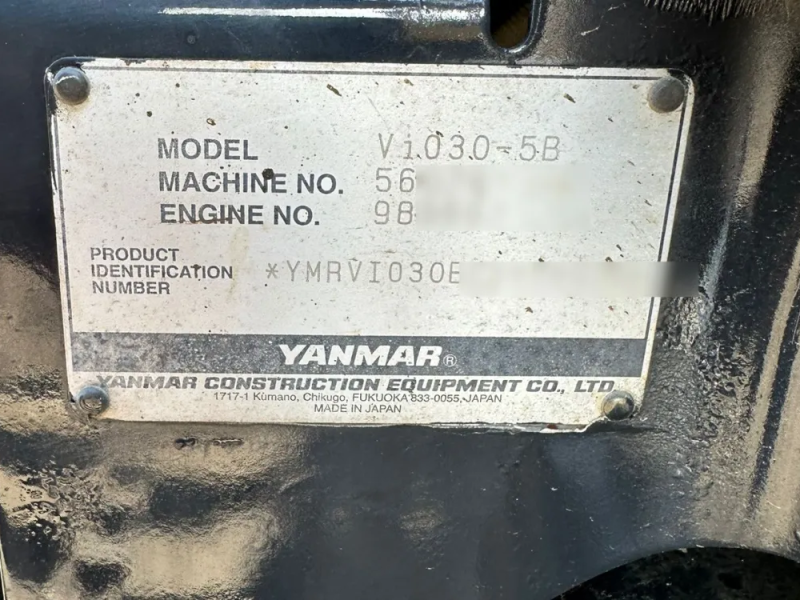 MODEL Vi030-5B
MACHINE NO. 56
ENGINE NO. 98
PRODUCT
IDENTIFICATION
NUMBER
*YMRVI030E
YANMAR®
YANMAR CONSTRUCTION EQUIPMENT CO., LTD
1717-1 Kumano, Chikugo, FUKUOKA 833-0055, JAPAN
MADE IN JAPAN